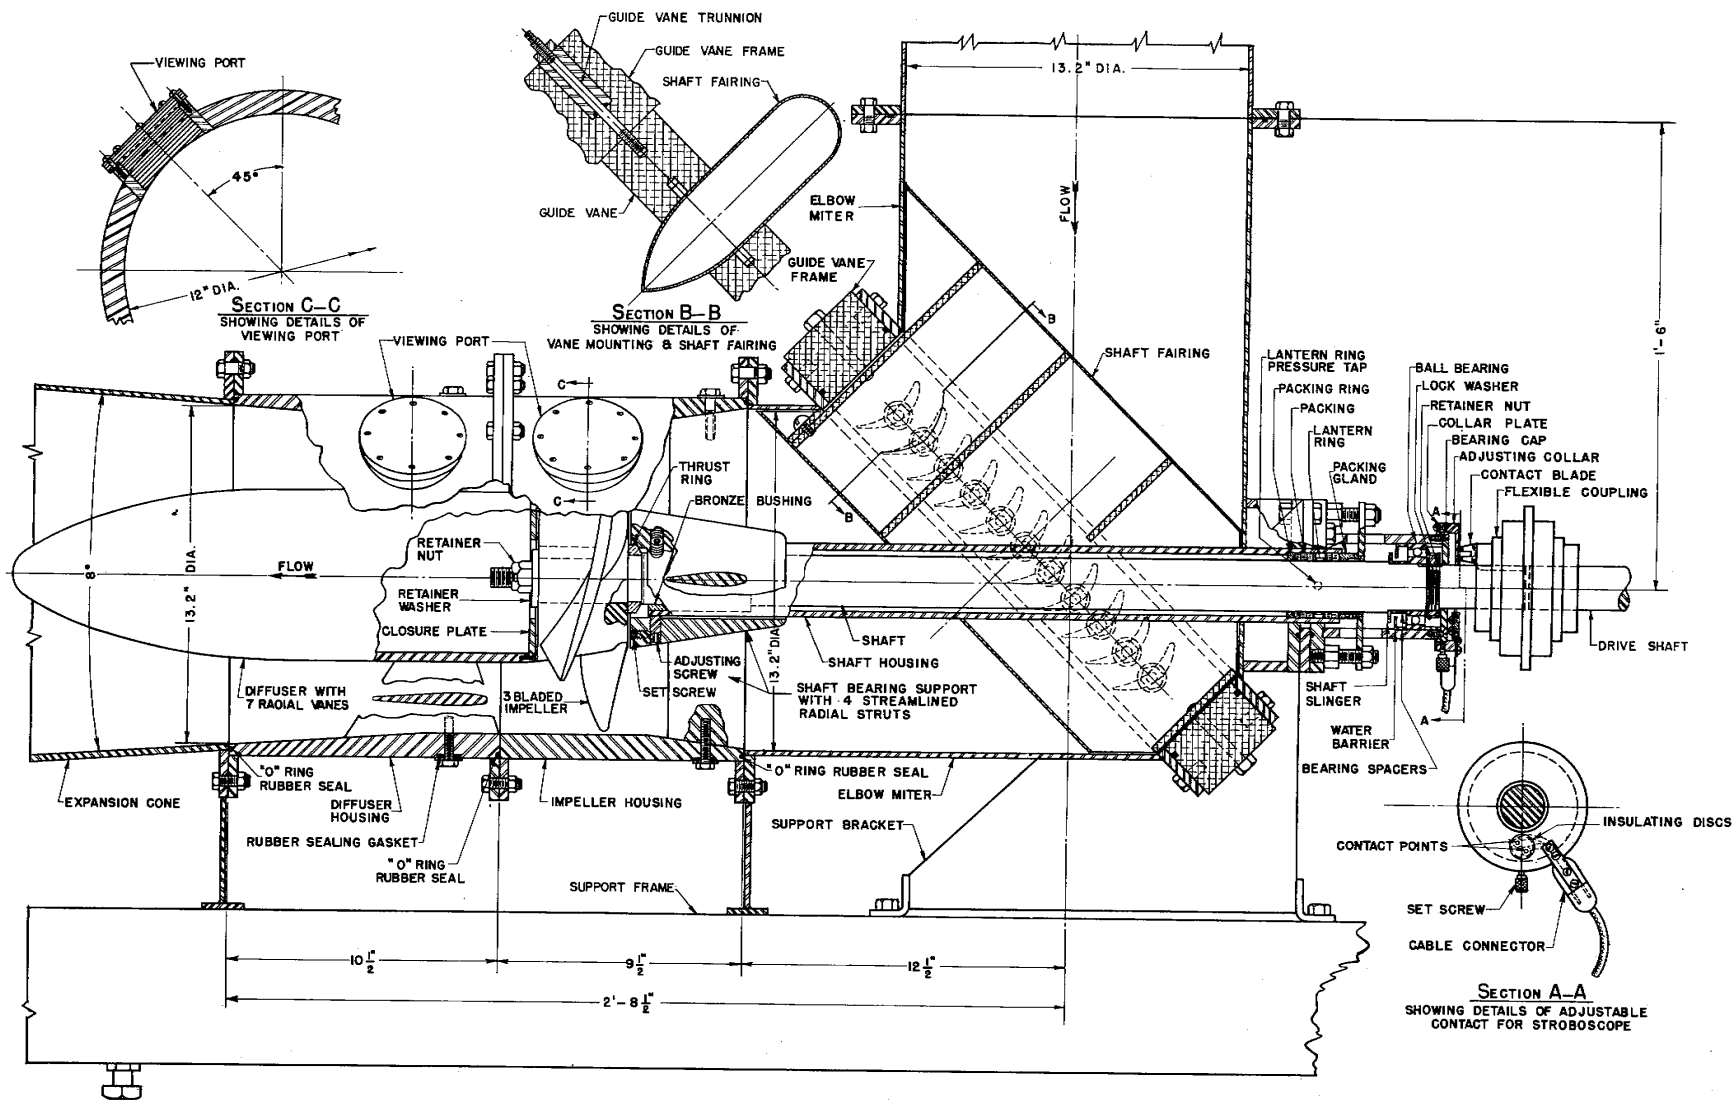 GUIDE VANE TRUNNION
GUIDE VANE FRAME
SHAFT FAIRING
VIEWING PORT
45°
12" DIA.
SECTION C-C
SHOWING DETAILS OF
VIEWING PORT
GUIDE VANE
SECTION B-B
SHOWING DETAILS OF
VANE MOUNTING & SHAFT FAIRING
13.2" DIA.
FLOW
ELBOW
MITER
GUIDE VANE
FRAME
B
B
SHAFT FAIRING
1'-6"
VIEWING PORT
C
C
THRUST
RING
BRONZE BUSHING
LANTERN RING
PRESSURE TAP
PACKING RING
PACKING
LANTERN
RING
PACKING
GLAND
BALL BEARING
LOCK WASHER
RETAINER NUT
COLLAR PLATE
BEARING CAP
ADJUSTING COLLAR
CONTACT BLADE
FLEXIBLE COUPLING
A
A
8°
13.2" DIA.
FLOW
RETAINER
NUT
RETAINER
WASHER
CLOSURE PLATE
DIFFUSER WITH
7 RADIAL VANES
3 BLADED
IMPELLER
ADJUSTING
SCREW
SET SCREW
13.2" DIA.
SHAFT
SHAFT HOUSING
SHAFT BEARING SUPPORT
WITH 4 STREAMLINED
RADIAL STRUTS
DRIVE SHAFT
SHAFT
SLINGER
WATER
BARRIER
BEARING SPACERS
EXPANSION CONE
"O" RING
RUBBER SEAL
DIFFUSER
HOUSING
RUBBER SEALING GASKET
"O" RING
RUBBER SEAL
IMPELLER HOUSING
"O" RING RUBBER SEAL
ELBOW MITER
SUPPORT BRACKET
SUPPORT FRAME
10 1/2"
9 1/2"
12 1/2"
2'-8 1/2"
INSULATING DISCS
CONTACT POINTS
SET SCREW
CABLE CONNECTOR
SECTION A-A
SHOWING DETAILS OF ADJUSTABLE
CONTACT FOR STROBOSCOPE